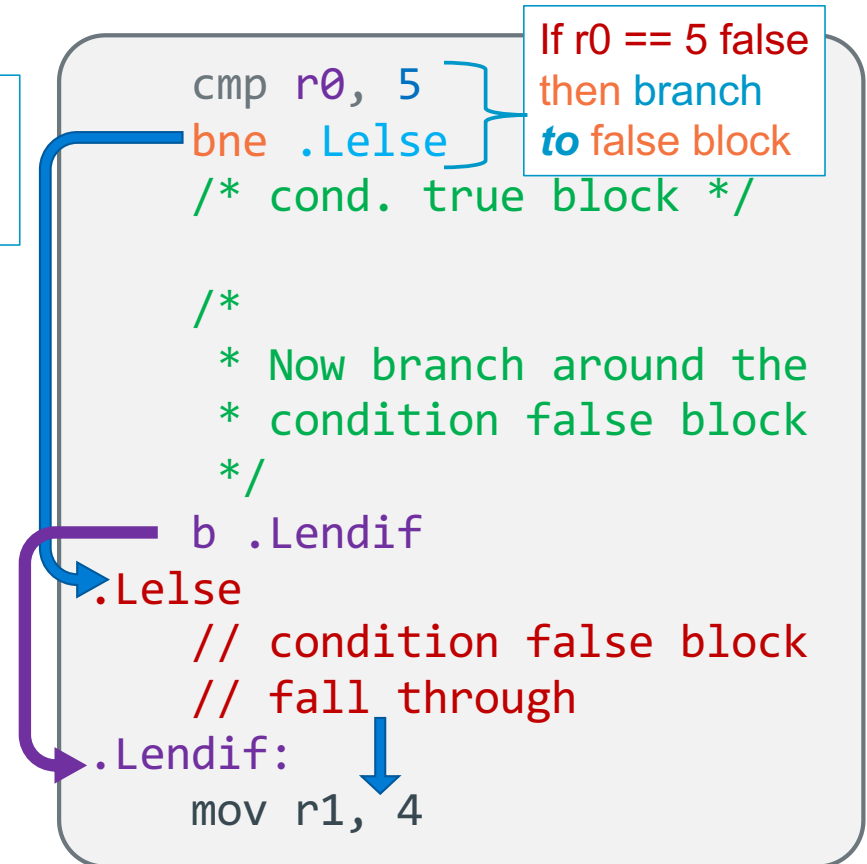 If r0 == 5 false
then branch
to false block
cmp r0, 5
bne .Lelse
/* cond. true block */
/*
* Now branch around the
* condition false block
*/
b .Lendif
.Lelse
// condition false block
// fall through
.Lendif:
mov r1, 4